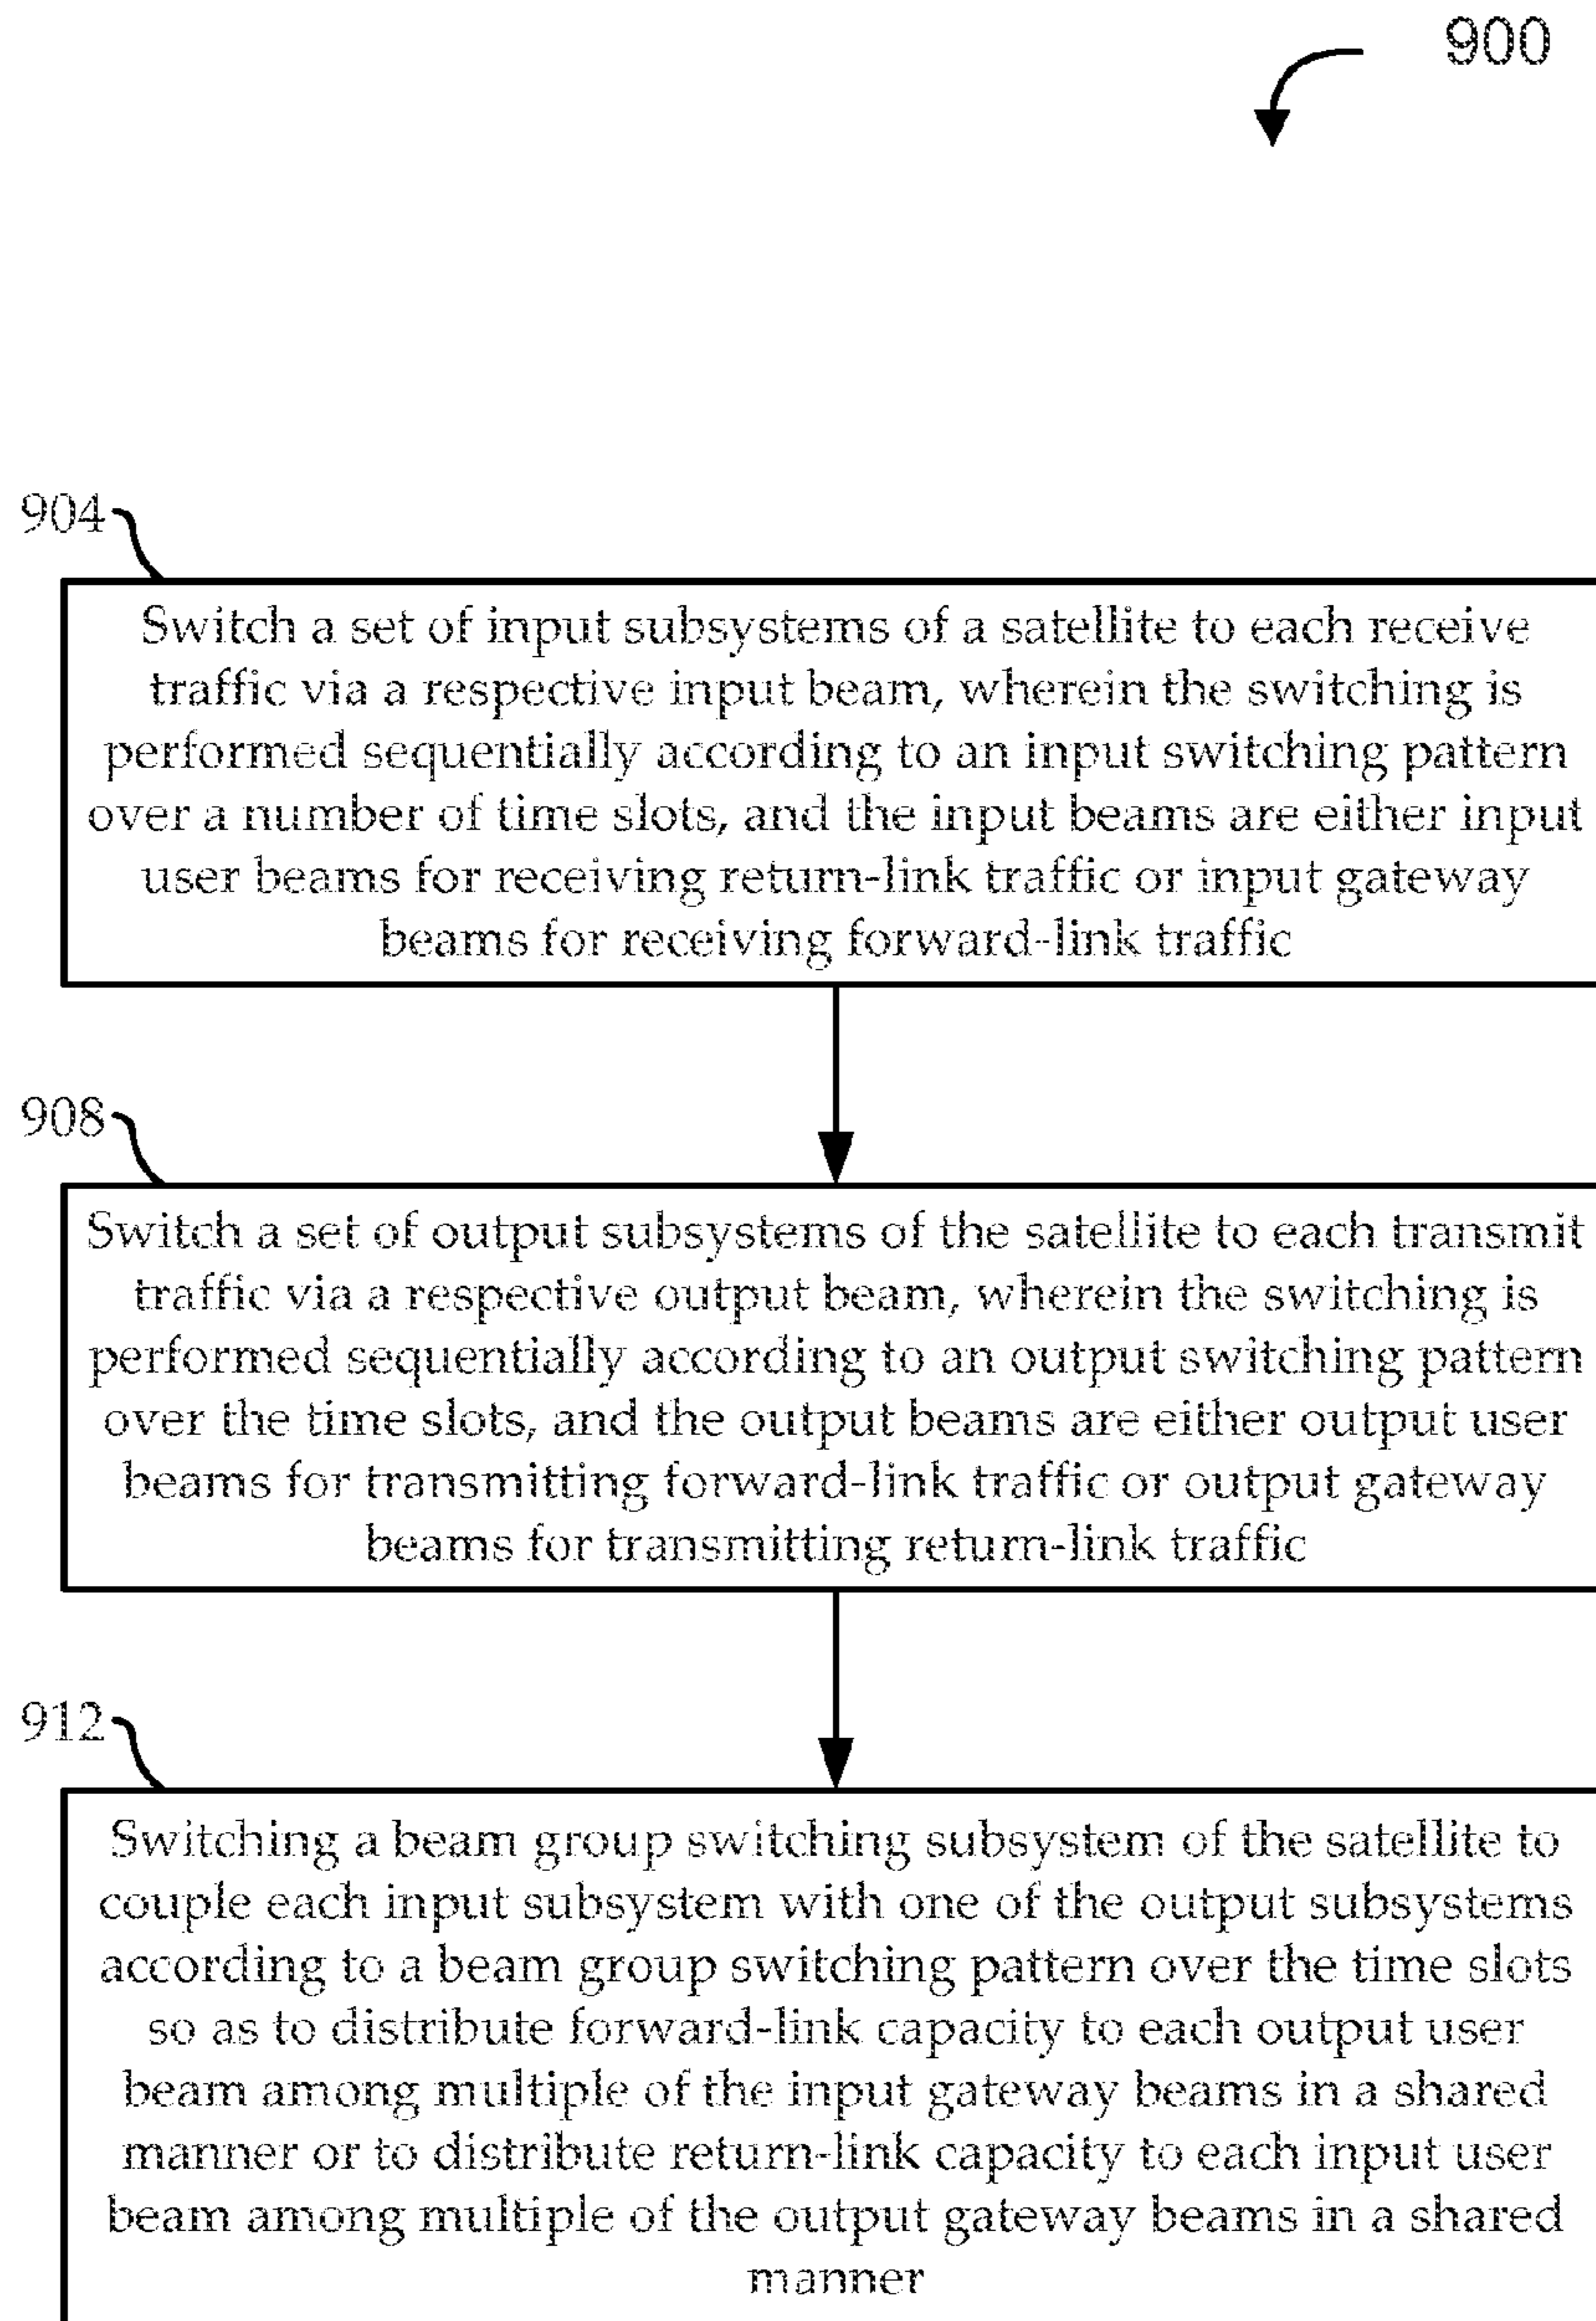 900
904
Switch a set of input subsystems of a satellite to each receive
traffic via a respective input beam, wherein the switching is
performed sequentially according to an input switching pattern
over a number of time slots, and the input beams are either input
user beams for receiving return-link traffic or input gateway
beams for receiving forward-link traffic
908
Switch a set of output subsystems of the satellite to each transmit
traffic via a respective output beam, wherein the switching is
performed sequentially according to an output switching pattern
over the time slots, and the output beams are either output user
beams for transmitting forward-link traffic or output gateway
beams for transmitting return-link traffic
912
Switching a beam group switching subsystem of the satellite to
couple each input subsystem with one of the output subsystems
according to a beam group switching pattern over the time slots
so as to distribute forward-link capacity to each output user
beam among multiple of the input gateway beams in a shared
manner or to distribute return-link capacity to each input user
beam among multiple of the output gateway beams in a shared
manner